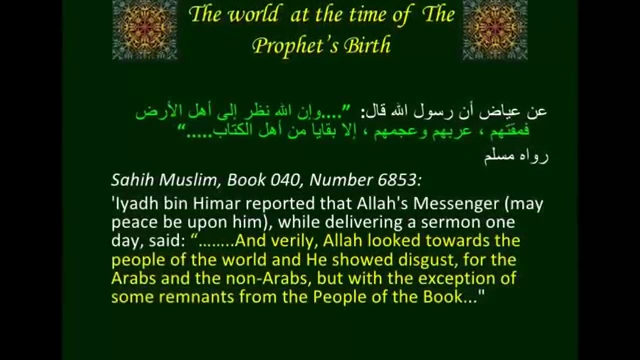 The world at the time of The
Prophet's Birth
عن عياض أن رسول الله قال: "....وإن الله نظر إلى أهل الأرض
فمقتهم ، عربهم وعجمهم ، إلا بقايا من أهل الكتاب....."
رواه مسلم
Sahih Muslim, Book 040, Number 6853:
'Iyadh bin Himar reported that Allah's Messenger (may
peace be upon him), while delivering a sermon one
day, said: “……..And verily, Allah looked towards the
people of the world and He showed disgust, for the
Arabs and the non-Arabs, but with the exception of
some remnants from the People of the Book..."